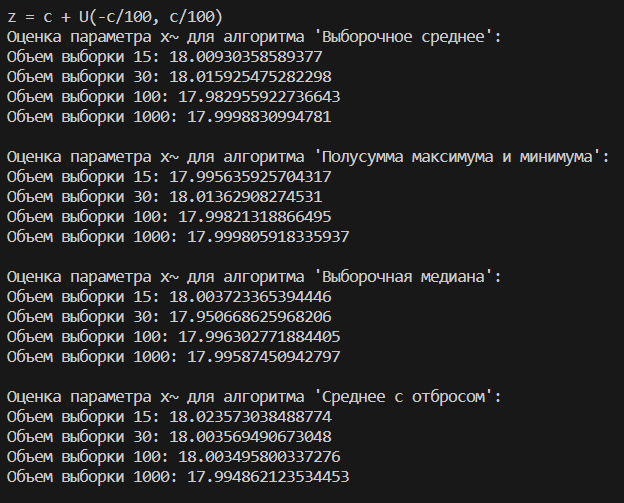 z = c + U(-c/100, c/100)
Оценка параметра x~ для алгоритма 'Выборочное среднее':
Объем выборки 15: 18.00930358589377
Объем выборки 30: 18.015925475282298
Объем выборки 100: 17.982955922736643
Объем выборки 1000: 17.9998830994781
Оценка параметра x~ для алгоритма 'Полусумма максимума и минимума':
Объем выборки 15: 17.995635925704317
Объем выборки 30: 18.01362908274531
Объем выборки 100: 17.99821318866495
Объем выборки 1000: 17.999805918335937
Оценка параметра x~ для алгоритма 'Выборочная медиана':
Объем выборки 15: 18.003723365394446
Объем выборки 30: 17.950668625968206
Объем выборки 100: 17.996302771884405
Объем выборки 1000: 17.99587450942797
Оценка параметра x~ для алгоритма 'Среднее с отбросом':
Объем выборки 15: 18.023573038488774
Объем выборки 30: 18.003569490673048
Объем выборки 100: 18.003495800337276
Объем выборки 1000: 17.994862123534453